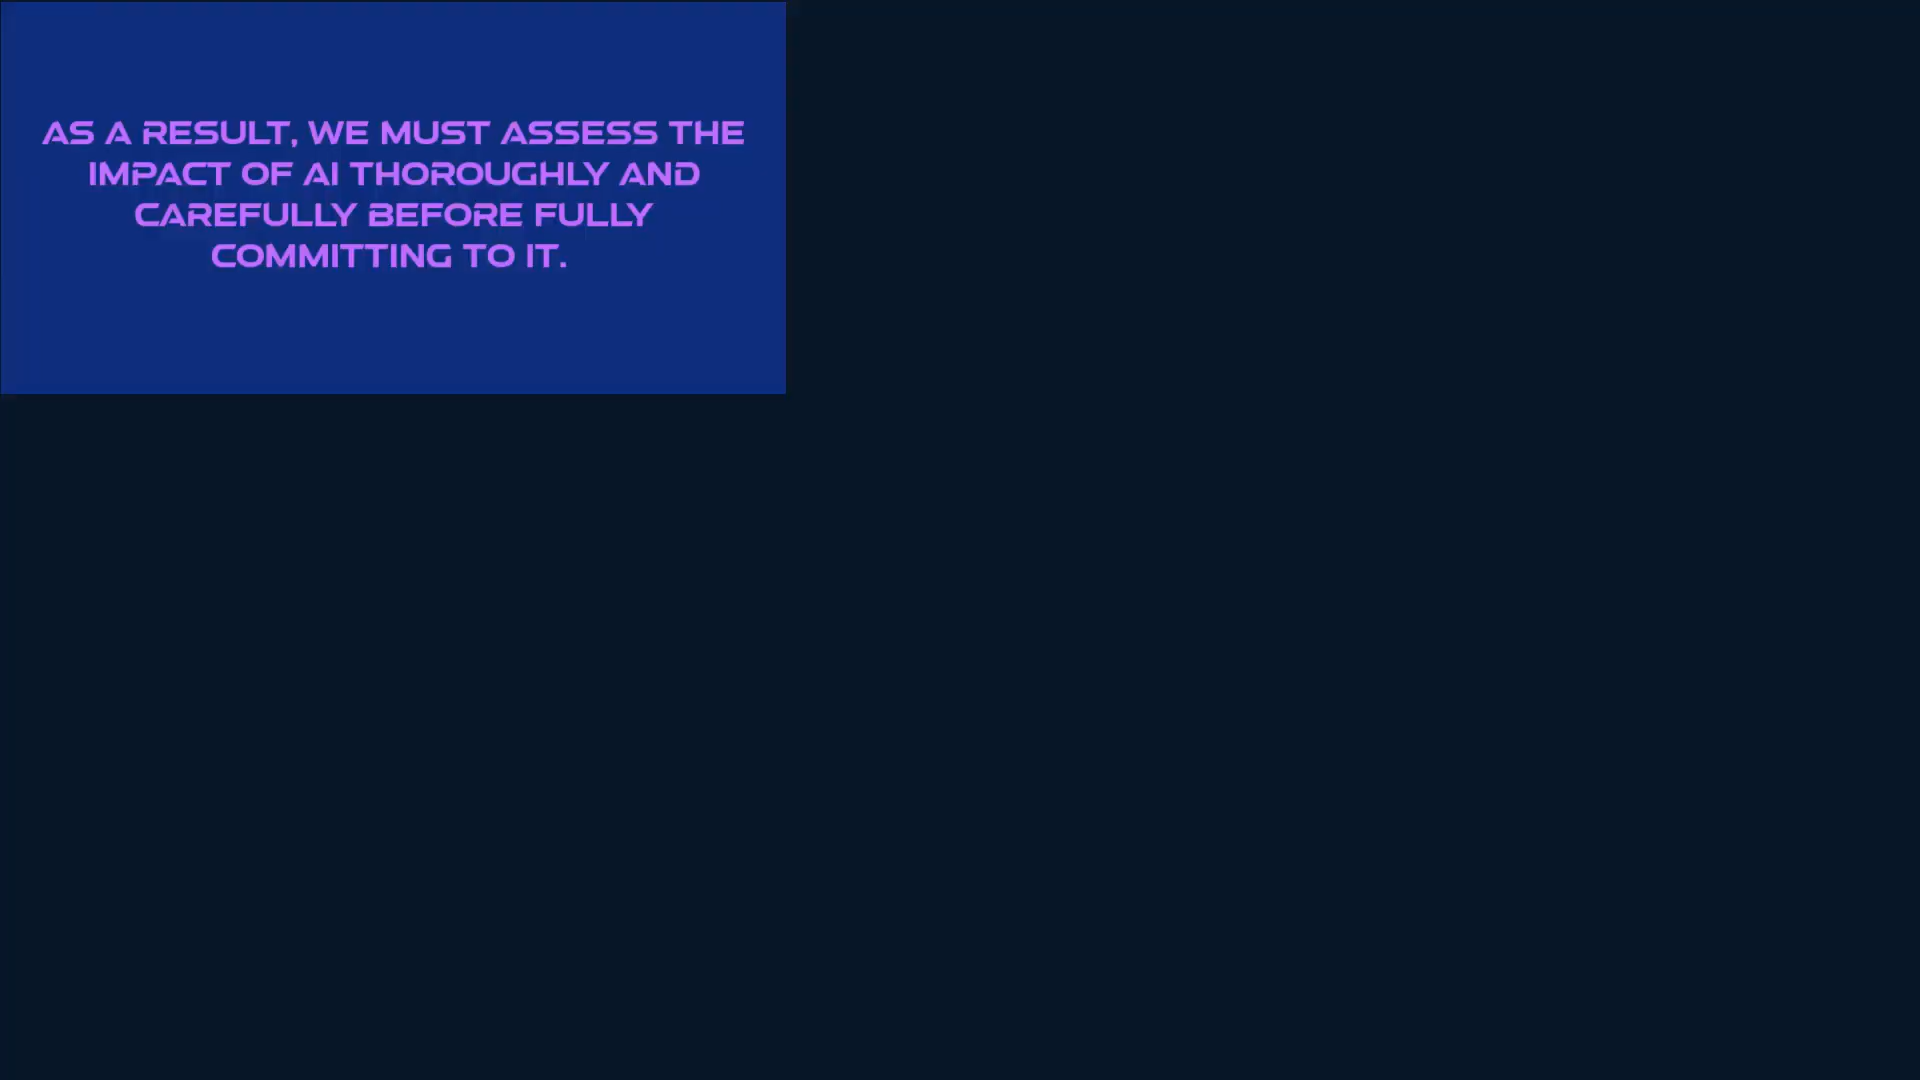 AS A RESULT, WE MUST ASSESS THE
IMPACT OF AI THOROUGHLY AND
CAREFULLY BEFORE FULLY
COMMITTING TO IT.